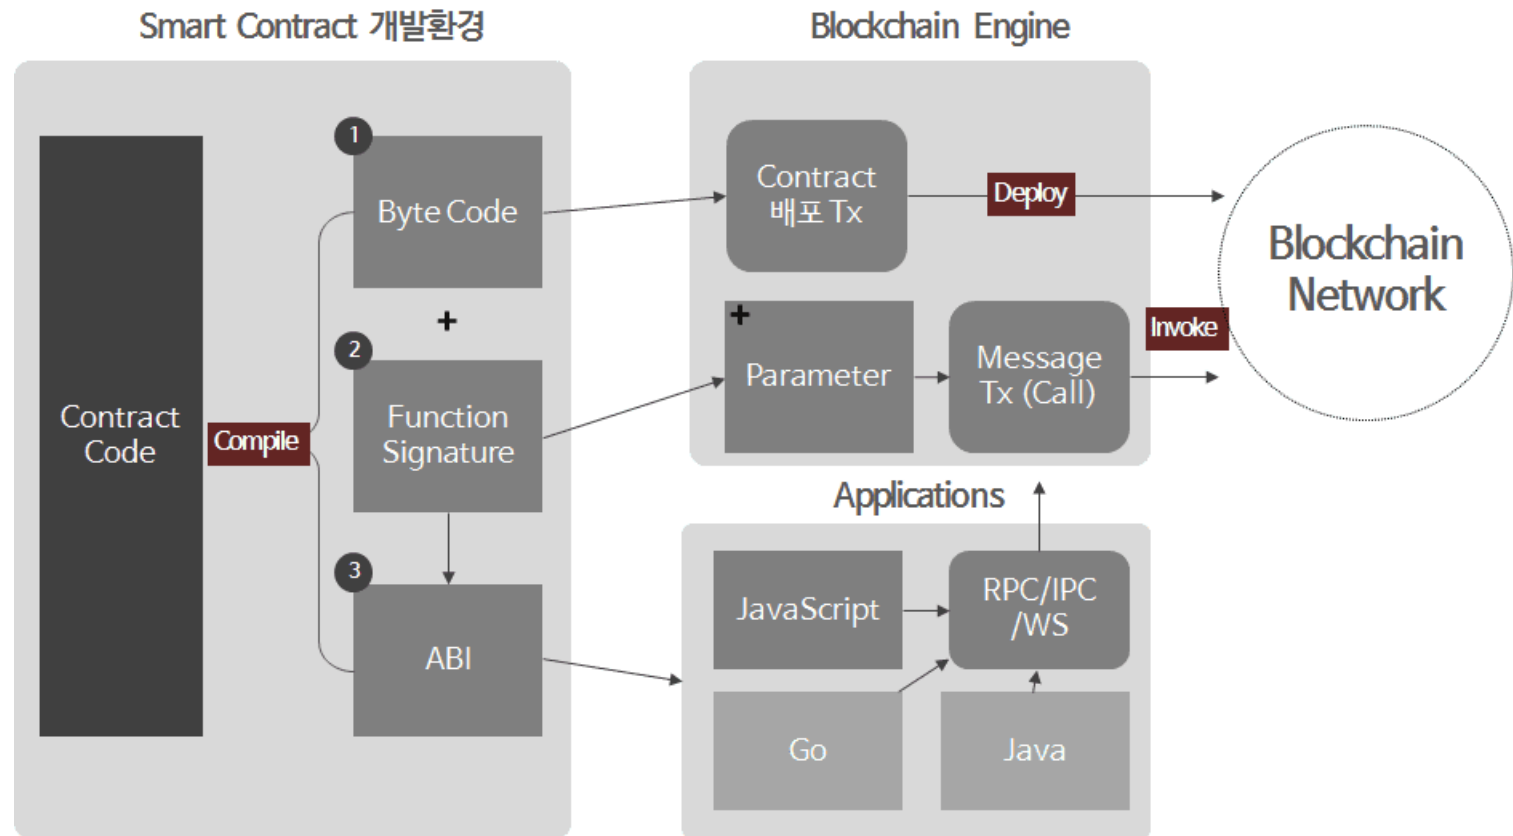 Smart Contract 개발환경
Blockchain Engine
1
Byte Code
Contract
배포 Tx
Deploy
Blockchain
Network
+
+
2
Function
Signature
Parameter
Message
Tx (Call)
Invoke
Contract
Code
Compile
Applications
3
ABI
JavaScript
RPC/IPC
/WS
Go
Java